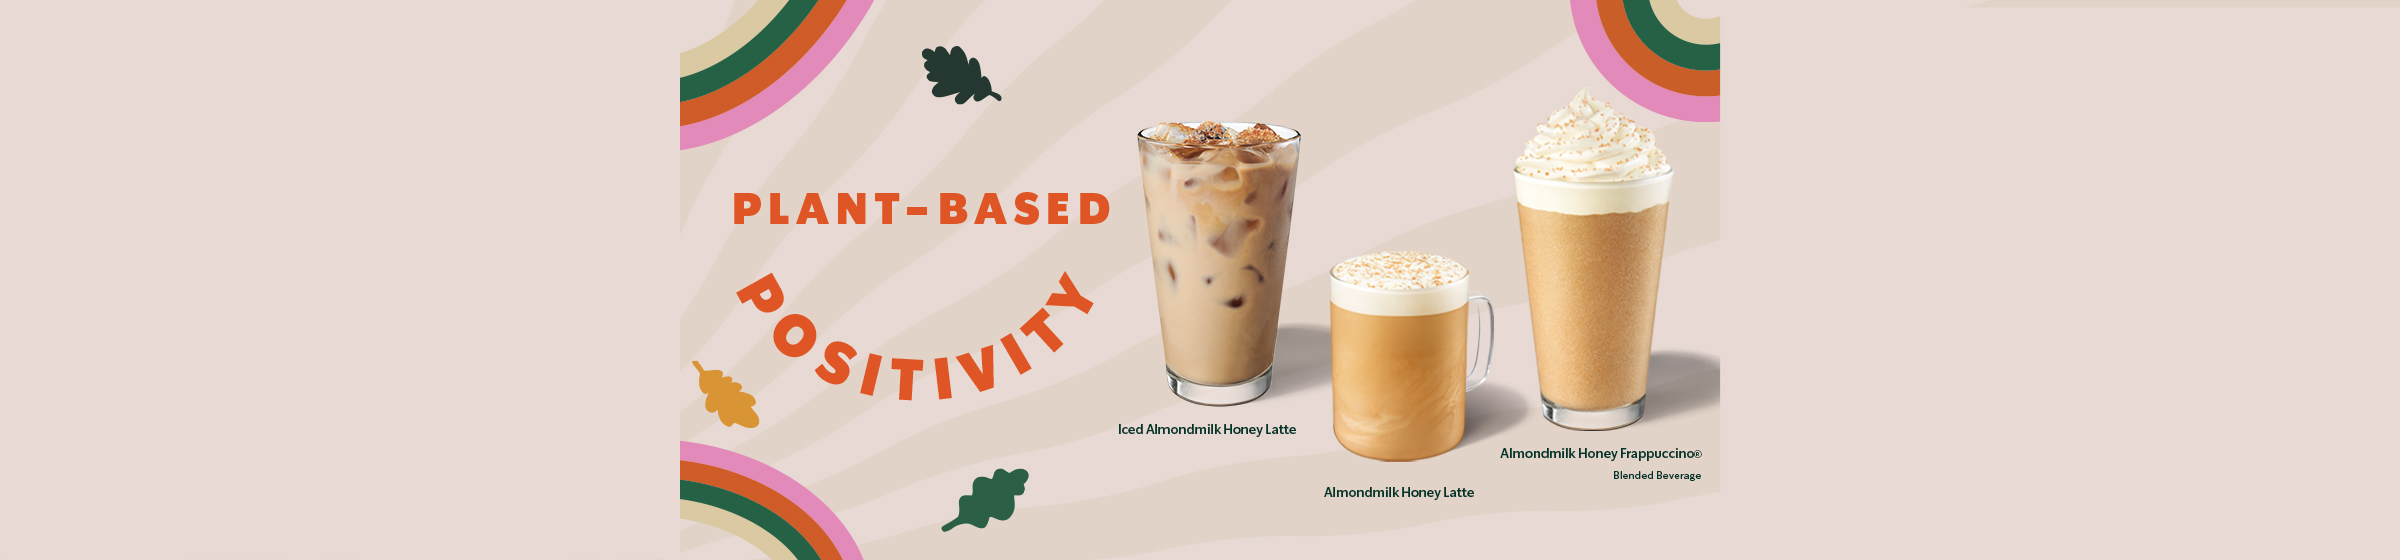 PLANT-BASED
POSITIVITY
Iced Almondmilk Honey Latte
Almondmilk Honey Latte
Almondmilk Honey Frappuccino®
Blended Beverage